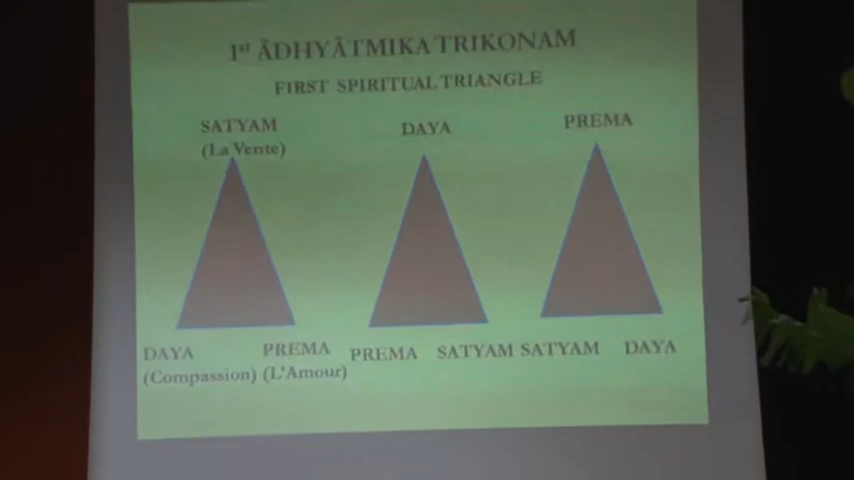 1st ĀDHYĀTMIKA TRIKONAM
FIRST SPIRITUAL TRIANGLE
SATYAM
(La Vente)
DAYA
PREMA
DAYA
(Compassion)
PREMA
(L'Amour)
PREMA
SATYAM
SATYAM
DAYA